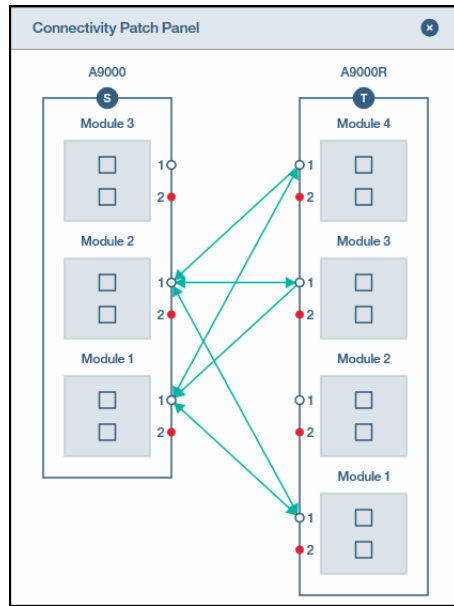 Connectivity Patch Panel
A9000
S
Module 3
1
2
Module 2
1
2
Module 1
1
2
A9000R
T
Module 4
1
2
Module 3
1
2
Module 2
1
2
Module 1
1
2